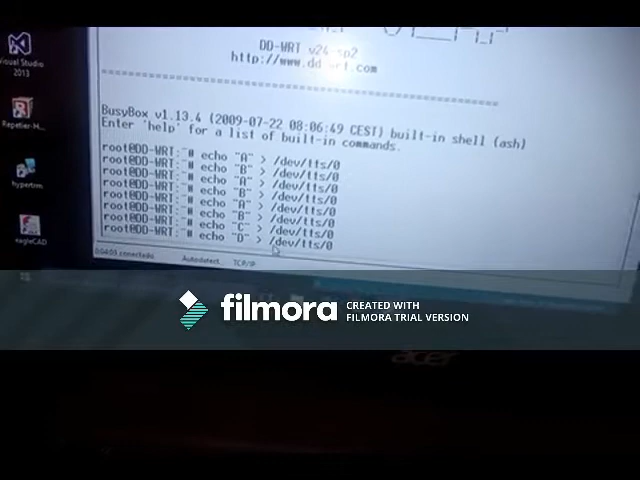 Visual Studio
2013
DD-WRT v24-sp2
http://www.dd-wrt.com
BusyBox v1.13.4 (2009-07-22 08:06:49 CEST) built-in shell (ash)
Enter 'help' for a list of built-in commands.
Repetier-H...
root@DD-WRT:~# echo "A" > /dev/tts/0
root@DD-WRT:~# echo "B" > /dev/tts/0
root@DD-WRT:~# echo "A" > /dev/tts/0
root@DD-WRT:~# echo "B" > /dev/tts/0
root@DD-WRT:~# echo "A" > /dev/tts/0
root@DD-WRT:~# echo "B" > /dev/tts/0
root@DD-WRT:~# echo "C" > /dev/tts/0
root@DD-WRT:~# echo "D" > /dev/tts/0
hypertrm
eagleCAD
connected
Autodetect
TCP/IP
filmora
CREATED WITH
FILMORA TRIAL VERSION
acer